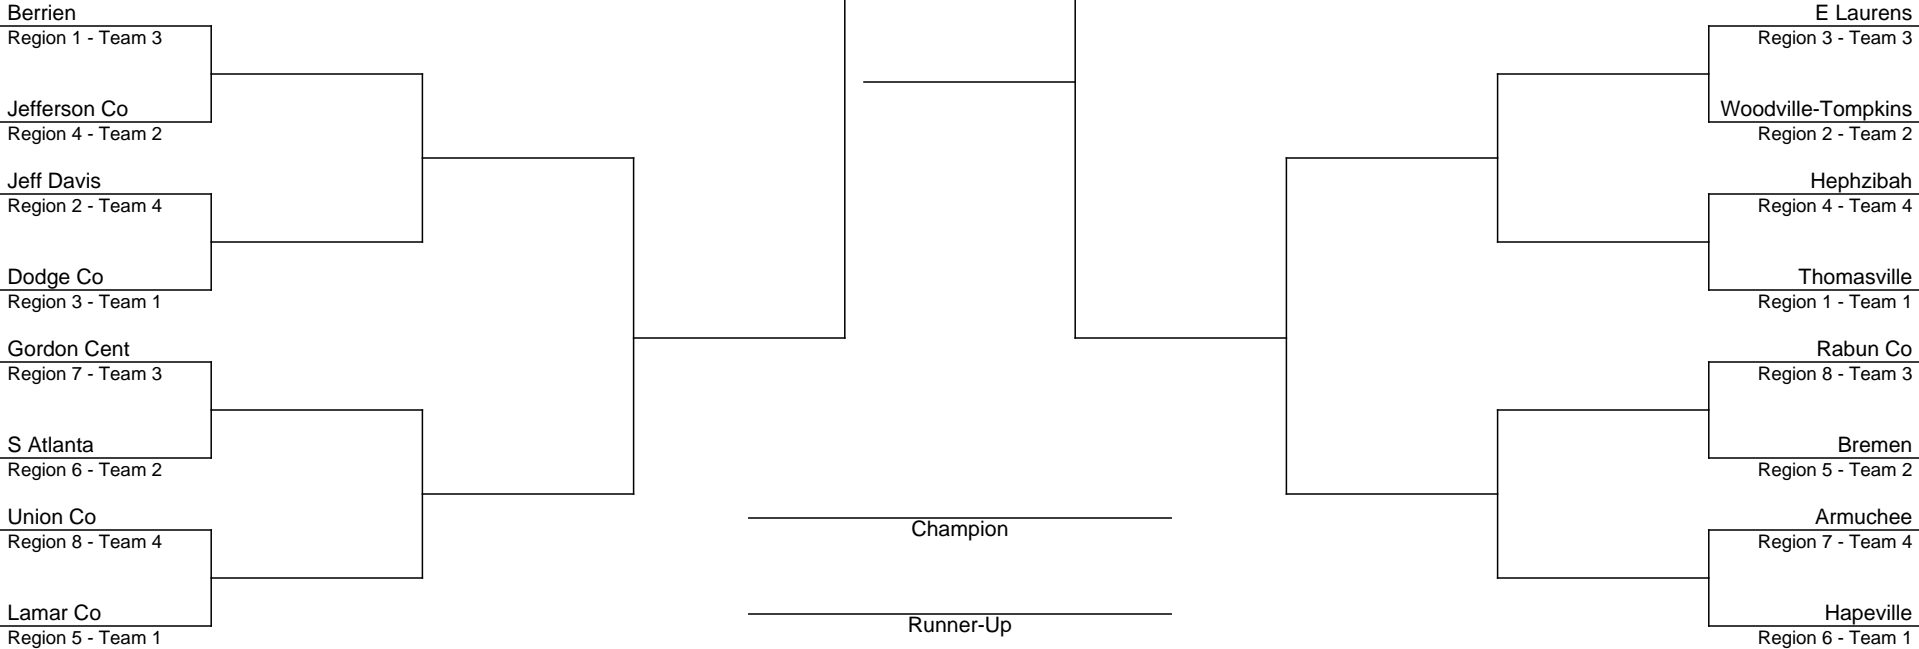 Berrien
Region 1 - Team 3
Jefferson Co
Region 4 - Team 2
Jeff Davis
Region 2 - Team 4
Dodge Co
Region 3 - Team 1
Gordon Cent
Region 7 - Team 3
S Atlanta
Region 6 - Team 2
Union Co
Region 8 - Team 4
Lamar Co
Region 5 - Team 1
Champion
Runner-Up
E Laurens
Region 3 - Team 3
Woodville-Tompkins
Region 2 - Team 2
Hephzibah
Region 4 - Team 4
Thomasville
Region 1 - Team 1
Rabun Co
Region 8 - Team 3
Bremen
Region 5 - Team 2
Armuchee
Region 7 - Team 4
Hapeville
Region 6 - Team 1